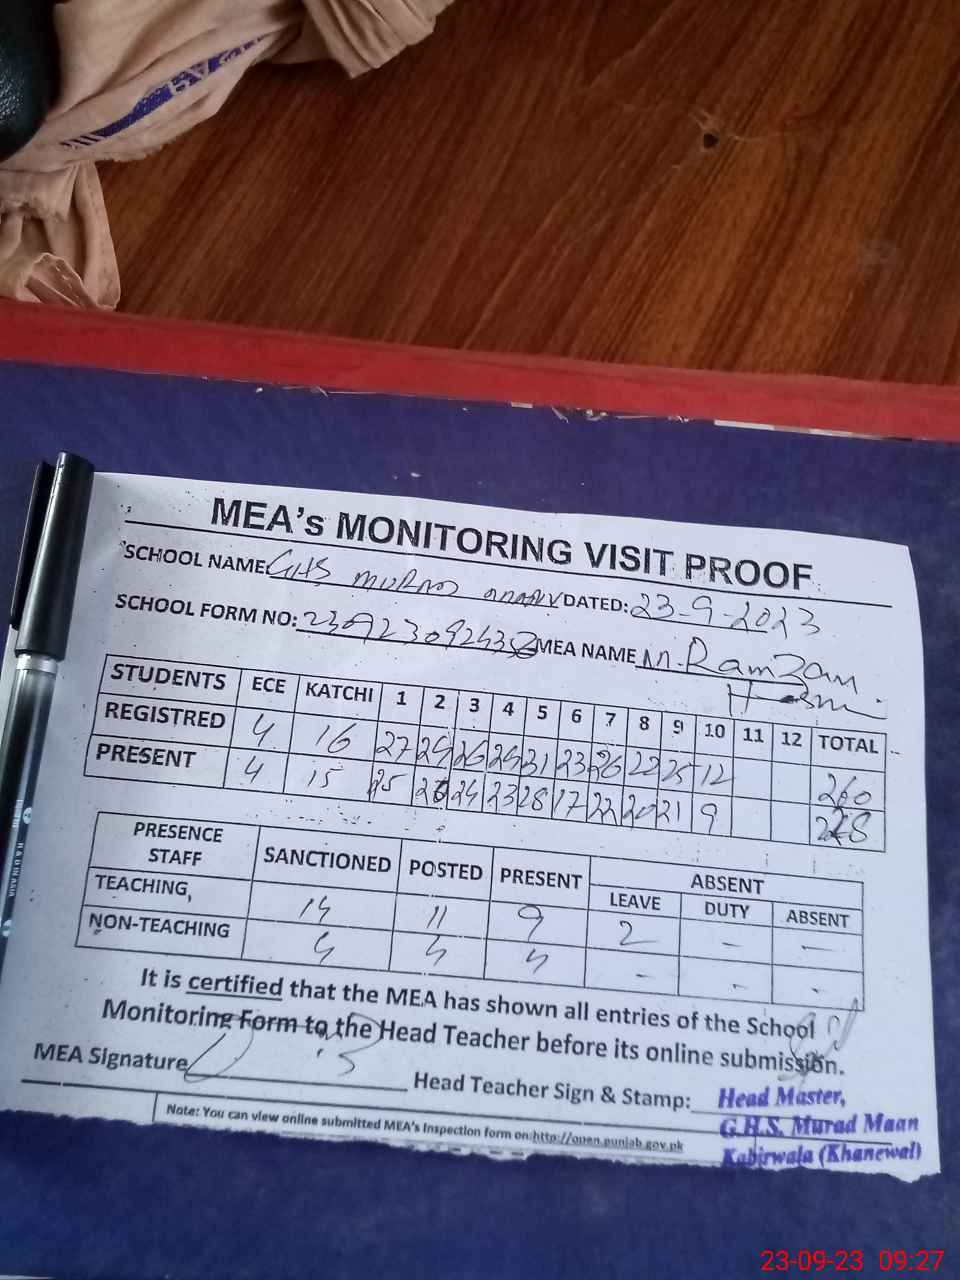 MEA's MONITORING VISIT PROOF
SCHOOL NAME: GHS MURAD DATED: 23-9-2023
SCHOOL FORM NO: MEA NAME M. Ramzan
STUDENTS ECE KATCHI 1 2 3 4 5 6 7 8 9 10 11 12 TOTAL
REGISTRED 4 16 27 29 26 29 31 23 26 22 25 12 260
PRESENT 4 15 25 24 23 28 17 22 20 21 9
PRESENCE STAFF SANCTIONED POSTED PRESENT ABSENT
LEAVE DUTY ABSENT
TEACHING, 11 9 2 - -
NON-TEACHING - - -
It is certified that the MEA has shown all entries of the School
Monitoring Form to the Head Teacher before its online submission.
MEA Signature Head Teacher Sign & Stamp:
Head Master,
G.H.S. Murad Maan
Kabirwala (Khanewal)
Note: You can view online submitted MEA's Inspection form on:http://open.punjab.gov.pk
23-09-23 09:27